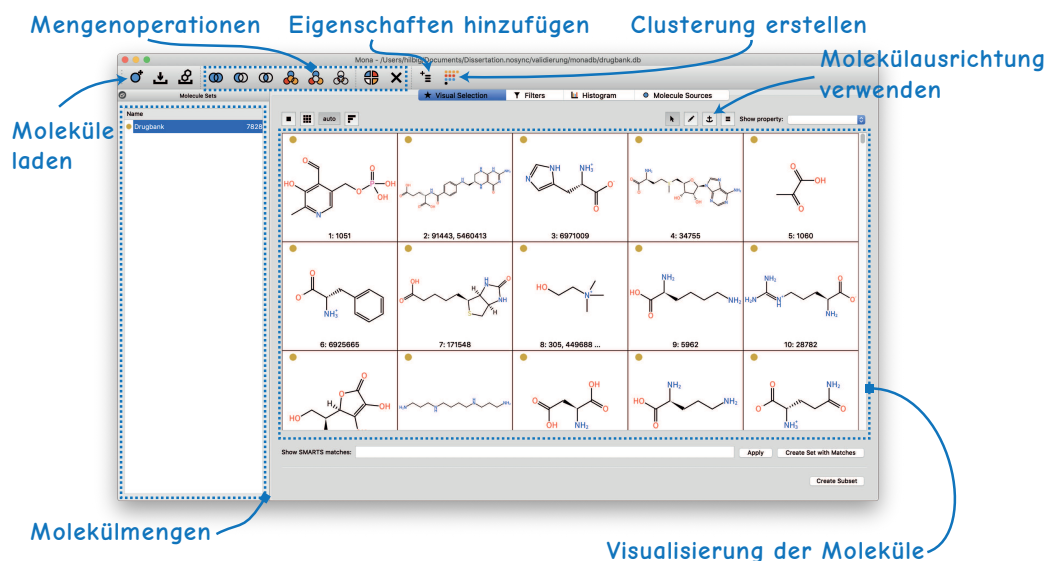 Mengenoperationen
Eigenschaften hinzufügen
Clusterung erstellen
Molekülausrichtung
verwenden
Moleküle
laden
Mona - /Users/hilbig/Documents/Dissertation.nosync/validierung/monadb/drugbank.db
Molecule Sets
Visual Selection
Filters
Histogram
Molecule Sources
Name
Drugbank 7828
auto
Show property:
1: 1051
2: 91443, 5460413
3: 6971009
4: 34755
5: 1060
6: 6925665
7: 171548
8: 305, 449688 ...
9: 5962
10: 28782
Show SMARTS matches:
Apply
Create Set with Matches
Create Subset
Molekülmengen
Visualisierung der Moleküle